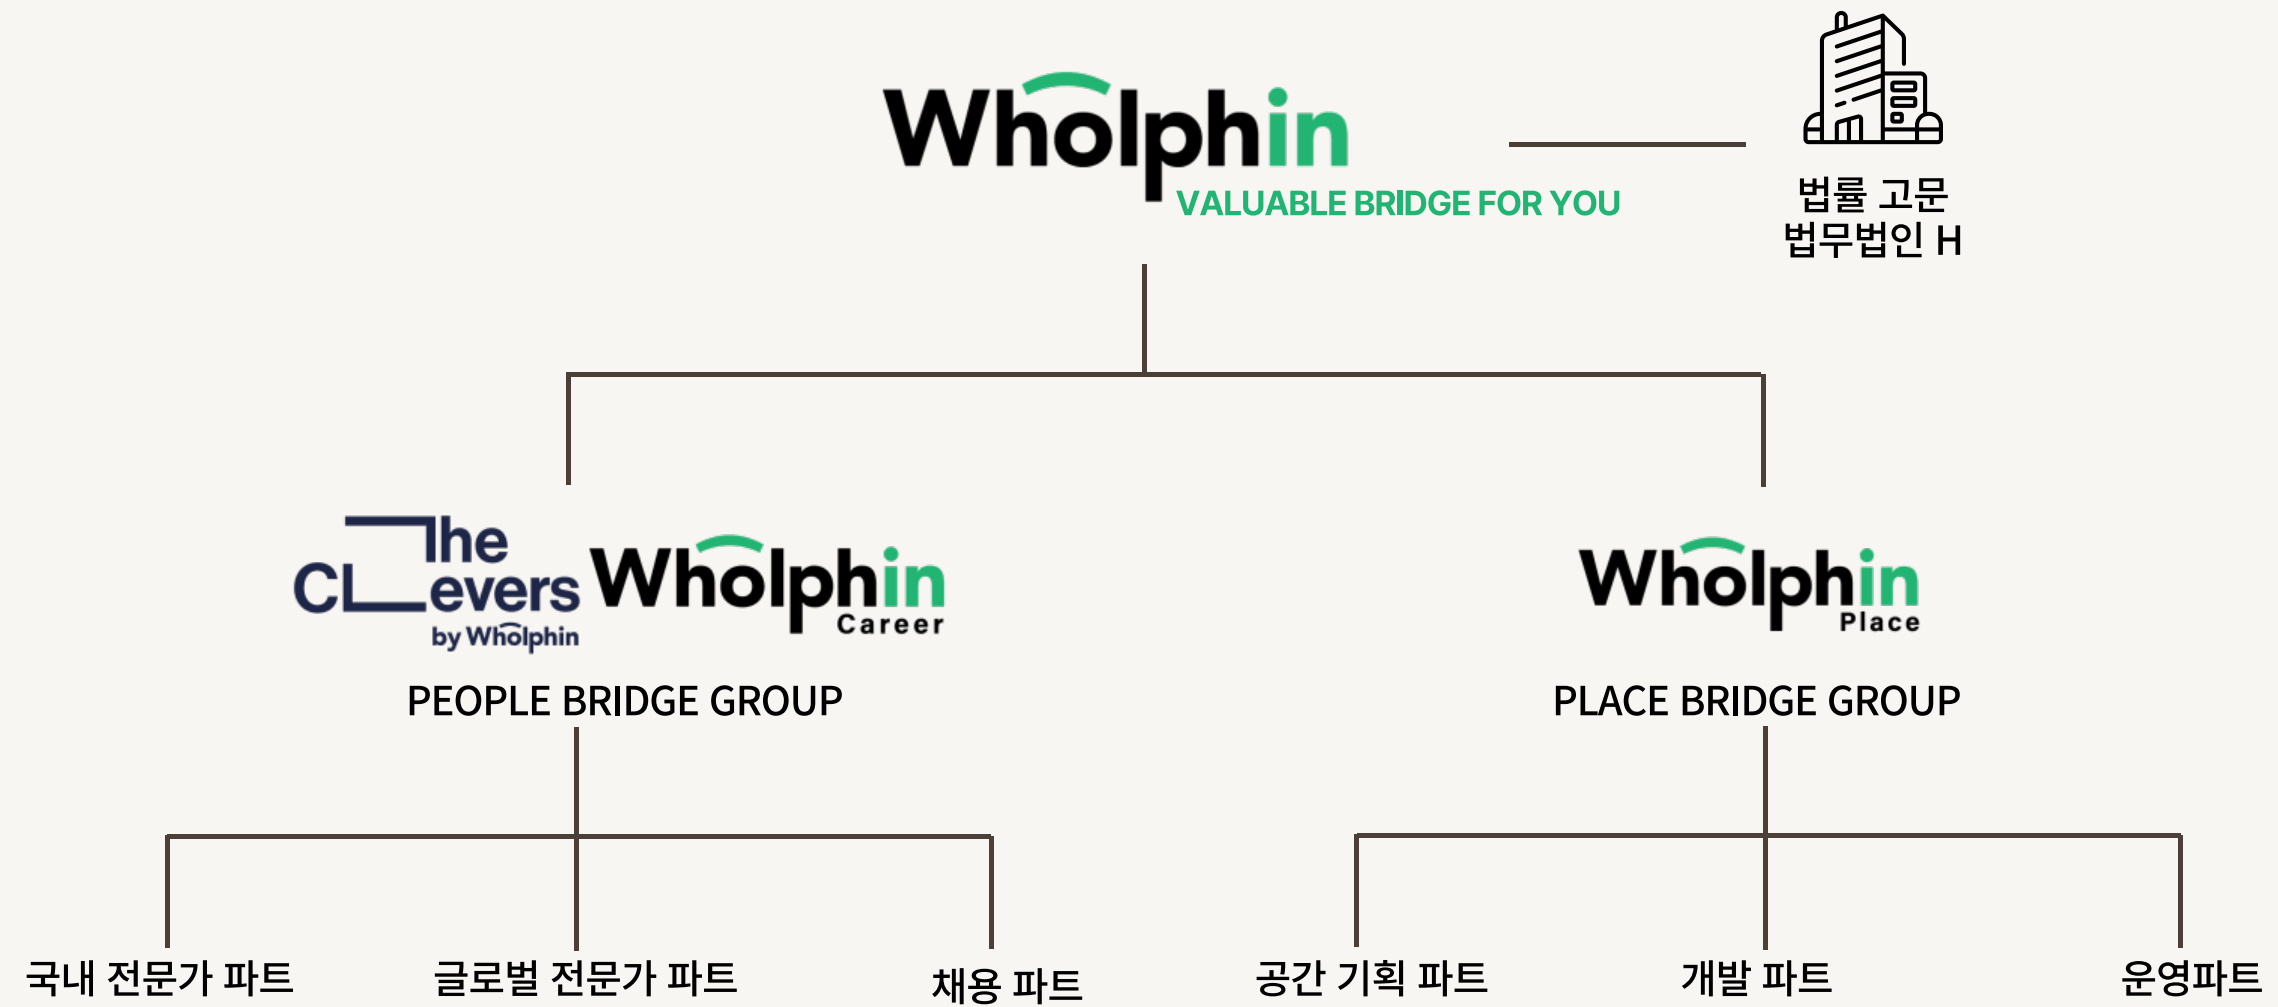 Wholphin
VALUABLE BRIDGE FOR YOU
법률 고문
법무법인 H
The
CLevers
by Wholphin
Wholphin
Career
PEOPLE BRIDGE GROUP
Wholphin
Place
PLACE BRIDGE GROUP
국내 전문가 파트
글로벌 전문가 파트
채용 파트
공간 기획 파트
개발 파트
운영파트